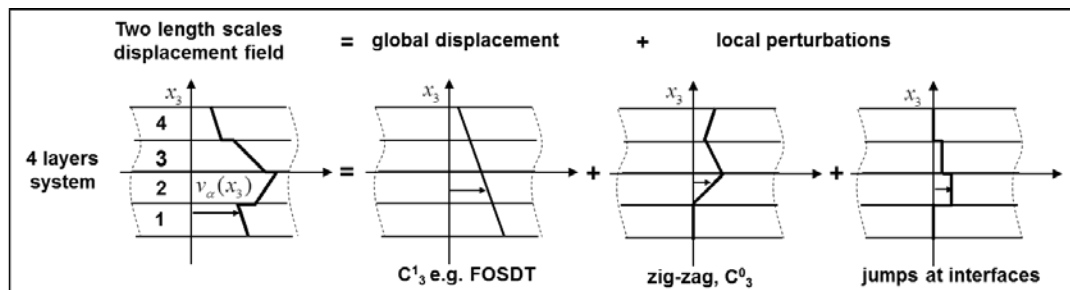 Two length scales = global displacement + local perturbations
displacement field
x₃ x₃ x₃ x₃
4
3
4 layers
system
2
v_α(x₃)
1
= + +
C¹₃ e.g. FOSDT zig-zag, C⁰₃ jumps at interfaces